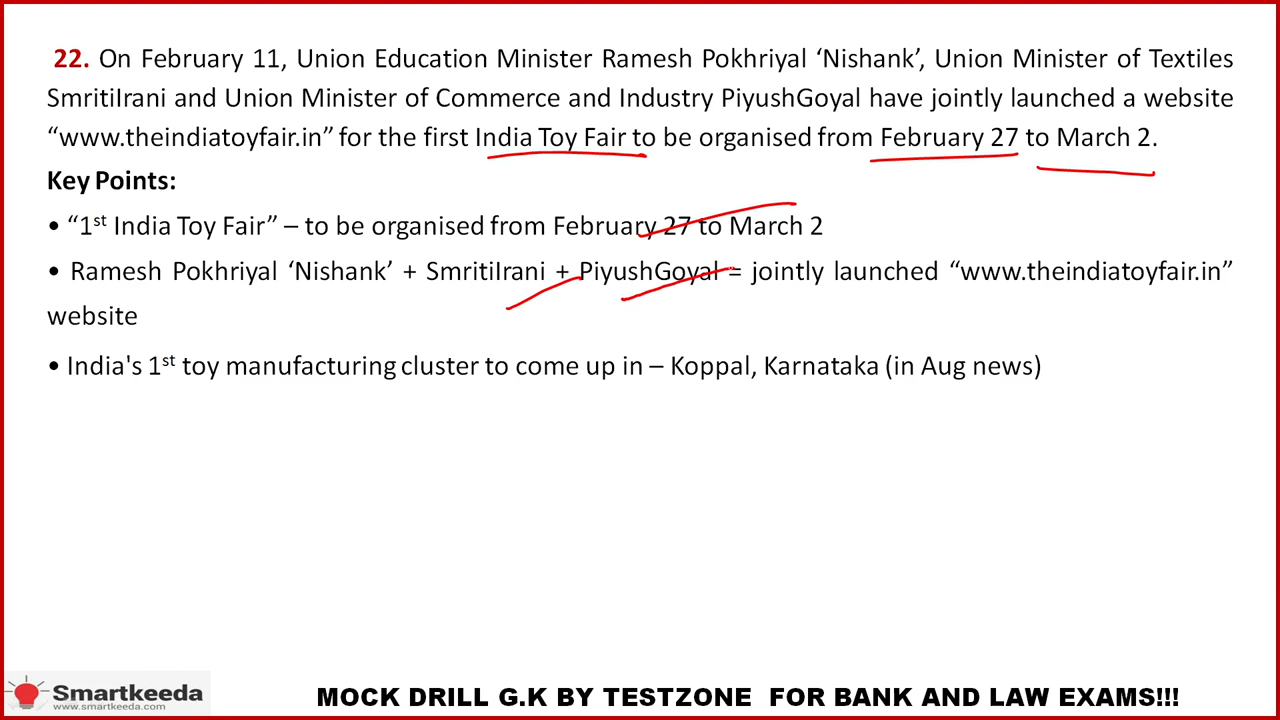 22. On February 11, Union Education Minister Ramesh Pokhriyal ‘Nishank’, Union Minister of Textiles
SmritiIrani and Union Minister of Commerce and Industry PiyushGoyal have jointly launched a website
“www.theindiatoyfair.in” for the first India Toy Fair to be organised from February 27 to March 2.
Key Points:
• “1st India Toy Fair” – to be organised from February 27 to March 2
• Ramesh Pokhriyal ‘Nishank’ + SmritiIrani + PiyushGoyal = jointly launched “www.theindiatoyfair.in”
website
• India's 1st toy manufacturing cluster to come up in – Koppal, Karnataka (in Aug news)
Smartkeeda
www.smartkeeda.com
MOCK DRILL G.K BY TESTZONE FOR BANK AND LAW EXAMS!!!